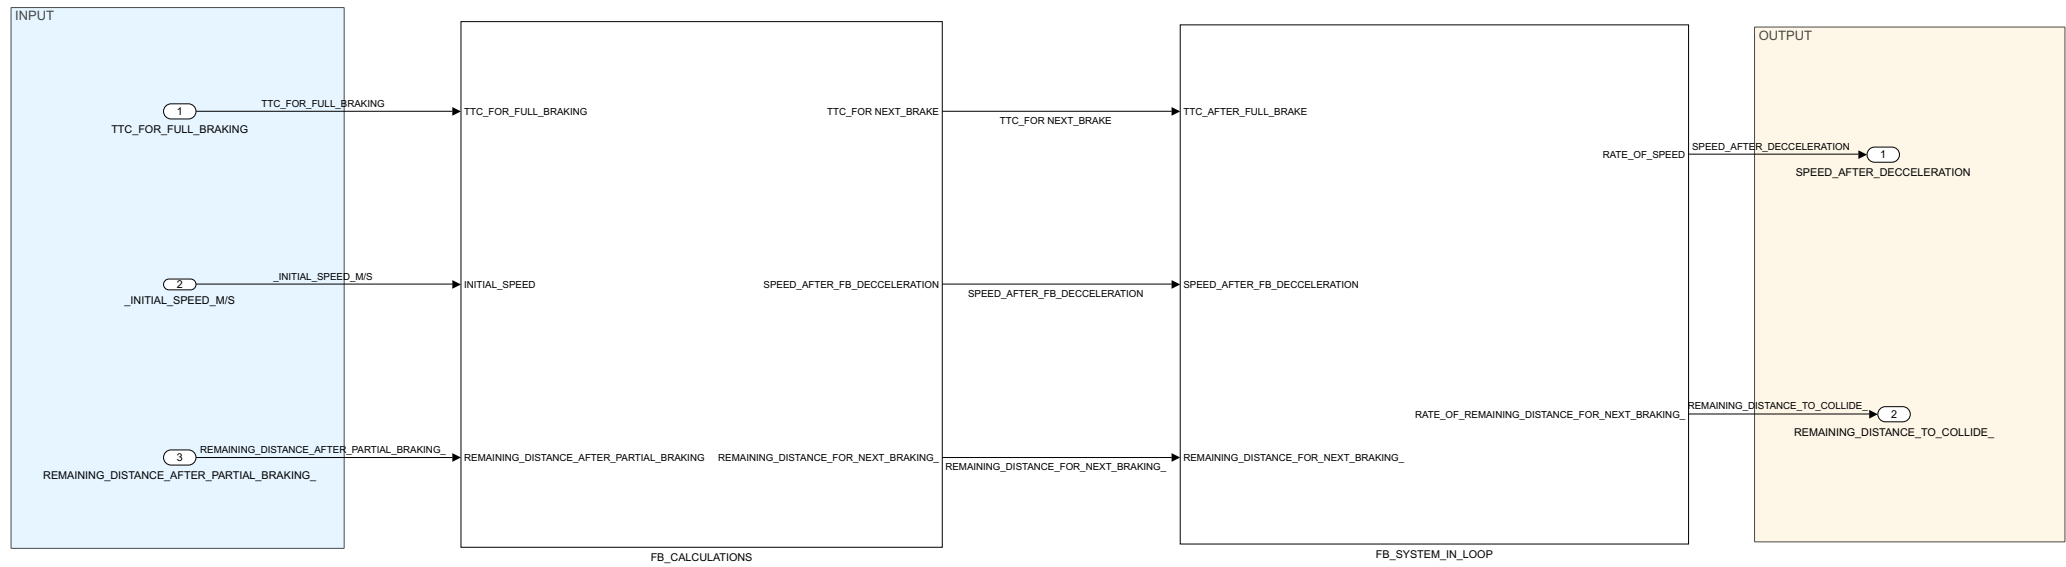 INPUT
1
TTC_FOR_FULL_BRAKING
TTC_FOR_FULL_BRAKING
2
_INITIAL_SPEED_M/S
_INITIAL_SPEED_M/S
3
REMAINING_DISTANCE_AFTER_PARTIAL_BRAKING_
REMAINING_DISTANCE_AFTER_PARTIAL_BRAKING_
TTC_FOR_FULL_BRAKING
INITIAL_SPEED
REMAINING_DISTANCE_AFTER_PARTIAL_BRAKING
TTC_FOR NEXT_BRAKE
SPEED_AFTER_FB_DECCELERATION
REMAINING_DISTANCE_FOR_NEXT_BRAKING_
FB_CALCULATIONS
TTC_FOR NEXT_BRAKE
SPEED_AFTER_FB_DECCELERATION
REMAINING_DISTANCE_FOR_NEXT_BRAKING_
TTC_AFTER_FULL_BRAKE
SPEED_AFTER_FB_DECCELERATION
REMAINING_DISTANCE_FOR_NEXT_BRAKING_
RATE_OF_SPEED
RATE_OF_REMAINING_DISTANCE_FOR_NEXT_BRAKING_
FB_SYSTEM_IN_LOOP
OUTPUT
SPEED_AFTER_DECCELERATION
1
SPEED_AFTER_DECCELERATION
REMAINING_DISTANCE_TO_COLLIDE_
2
REMAINING_DISTANCE_TO_COLLIDE_